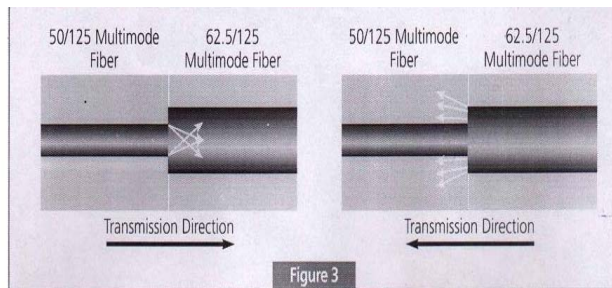 50/125 Multimode
Fiber
62.5/125
Multimode Fiber
Transmission Direction
50/125 Multimode
Fiber
62.5/125
Multimode Fiber
Transmission Direction
Figure 3